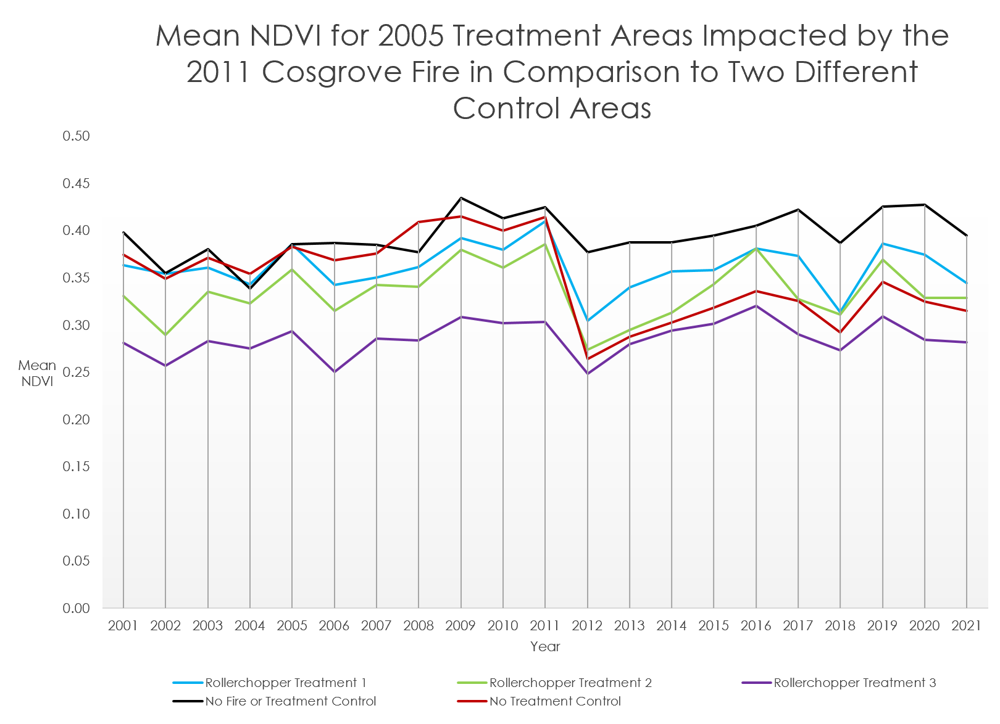 Mean NDVI for 2005 Treatment Areas Impacted by the
2011 Cosgrove Fire in Comparison to Two Different
Control Areas
0.50
0.45
0.40
0.35
0.30
0.25
0.20
0.15
0.10
0.05
0.00
Mean
NDVI
2001 2002 2003 2004 2005 2006 2007 2008 2009 2010 2011 2012 2013 2014 2015 2016 2017 2018 2019 2020 2021
Year
Rollerchopper Treatment 1 Rollerchopper Treatment 2 Rollerchopper Treatment 3
No Fire or Treatment Control No Treatment Control